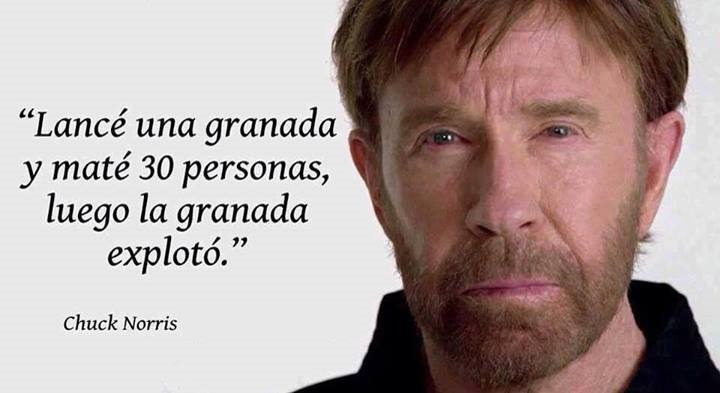 “Lancé una granada
y maté 30 personas,
luego la granada
explotó.”
Chuck Norris